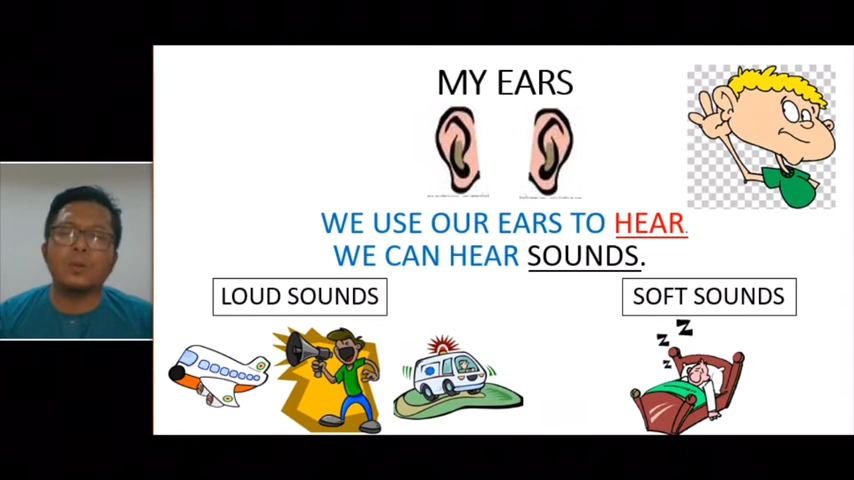 MY EARS
WE USE OUR EARS TO HEAR.
WE CAN HEAR SOUNDS.
LOUD SOUNDS
SOFT SOUNDS
z Z Z